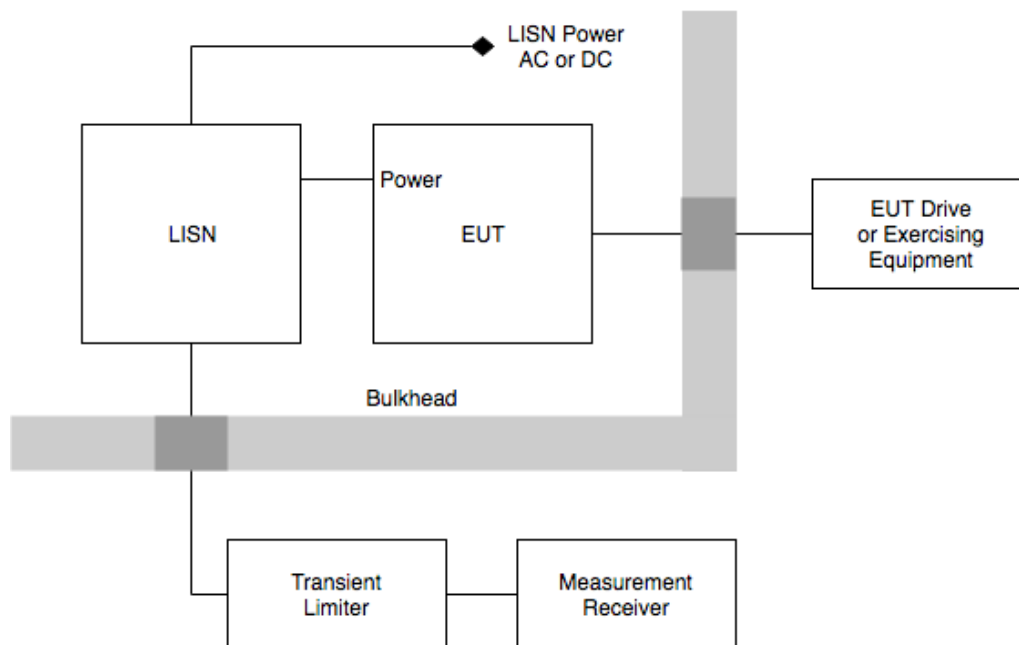 LISN Power
AC or DC
LISN
Power
EUT
EUT Drive
or Exercising
Equipment
Bulkhead
Transient
Limiter
Measurement
Receiver